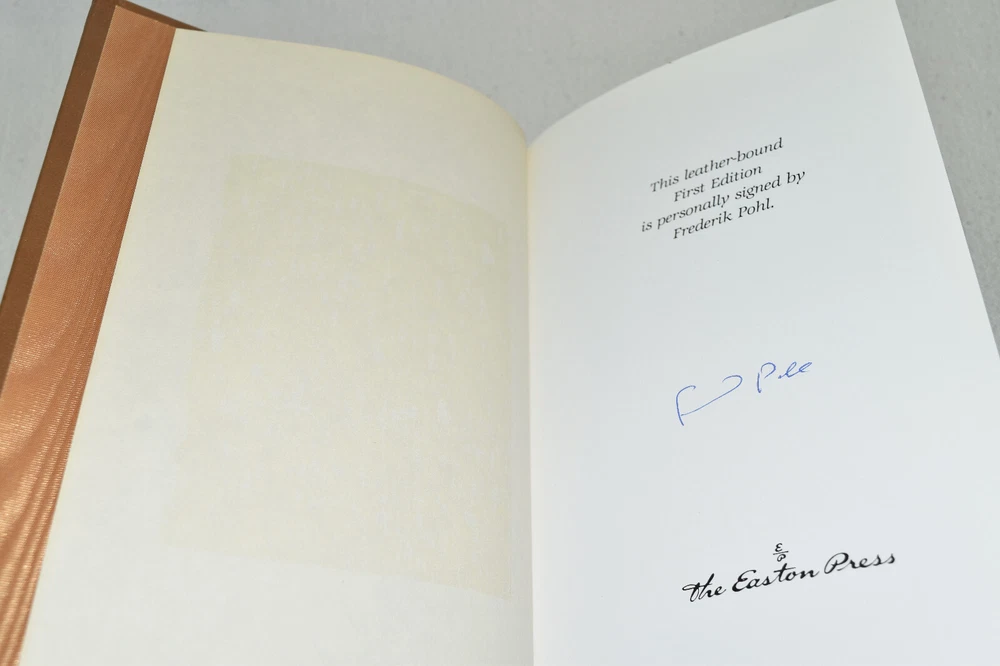 This leather-bound
First Edition
is personally signed by
Frederik Pohl.
E
P
the Easton Press